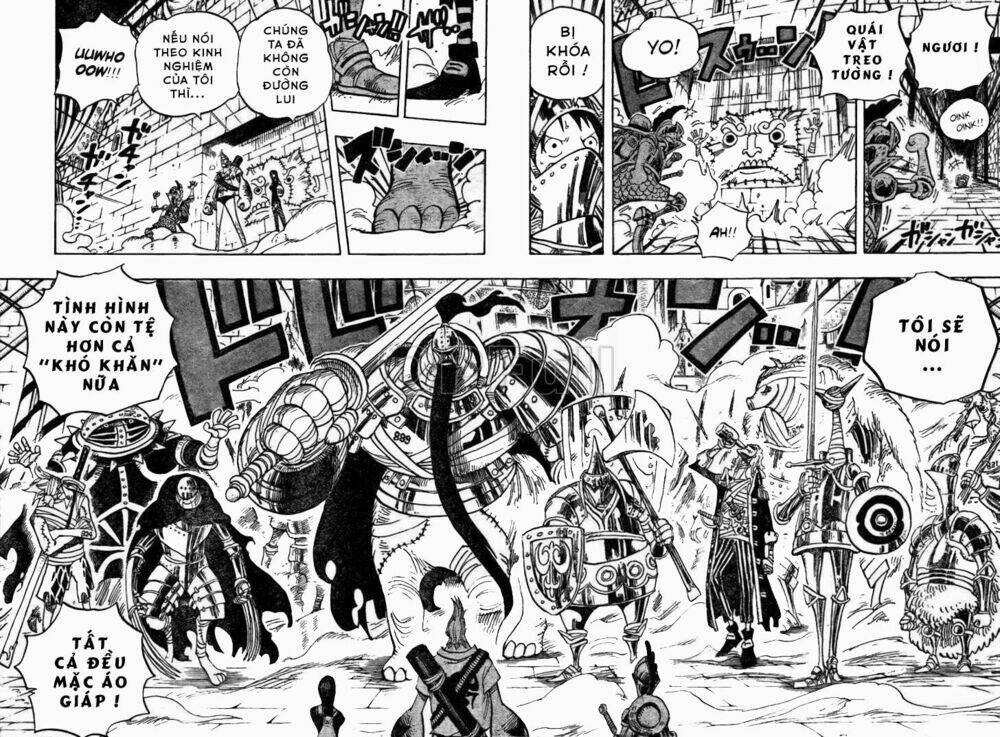 NGƯƠI !
OINK
OINK!!
QUÁI
VẬT
TREO
TƯỜNG !
YO!
AH!!
BỊ
KHÓA
RỒI !
CHÚNG
TA ĐÃ
KHÔNG
CÒN
ĐƯỜNG
LUI
NẾU NÓI
THEO KINH
NGHIỆM
CỦA TÔI
THÌ...
UUWHO
OOW!!!
TÔI SẼ
NÓI
...
TÌNH HÌNH
NÀY CÒN TỆ
HƠN CẢ
“KHÓ KHĂN”
NỮA
TẤT
CẢ ĐỀU
MẶC ÁO
GIÁP !